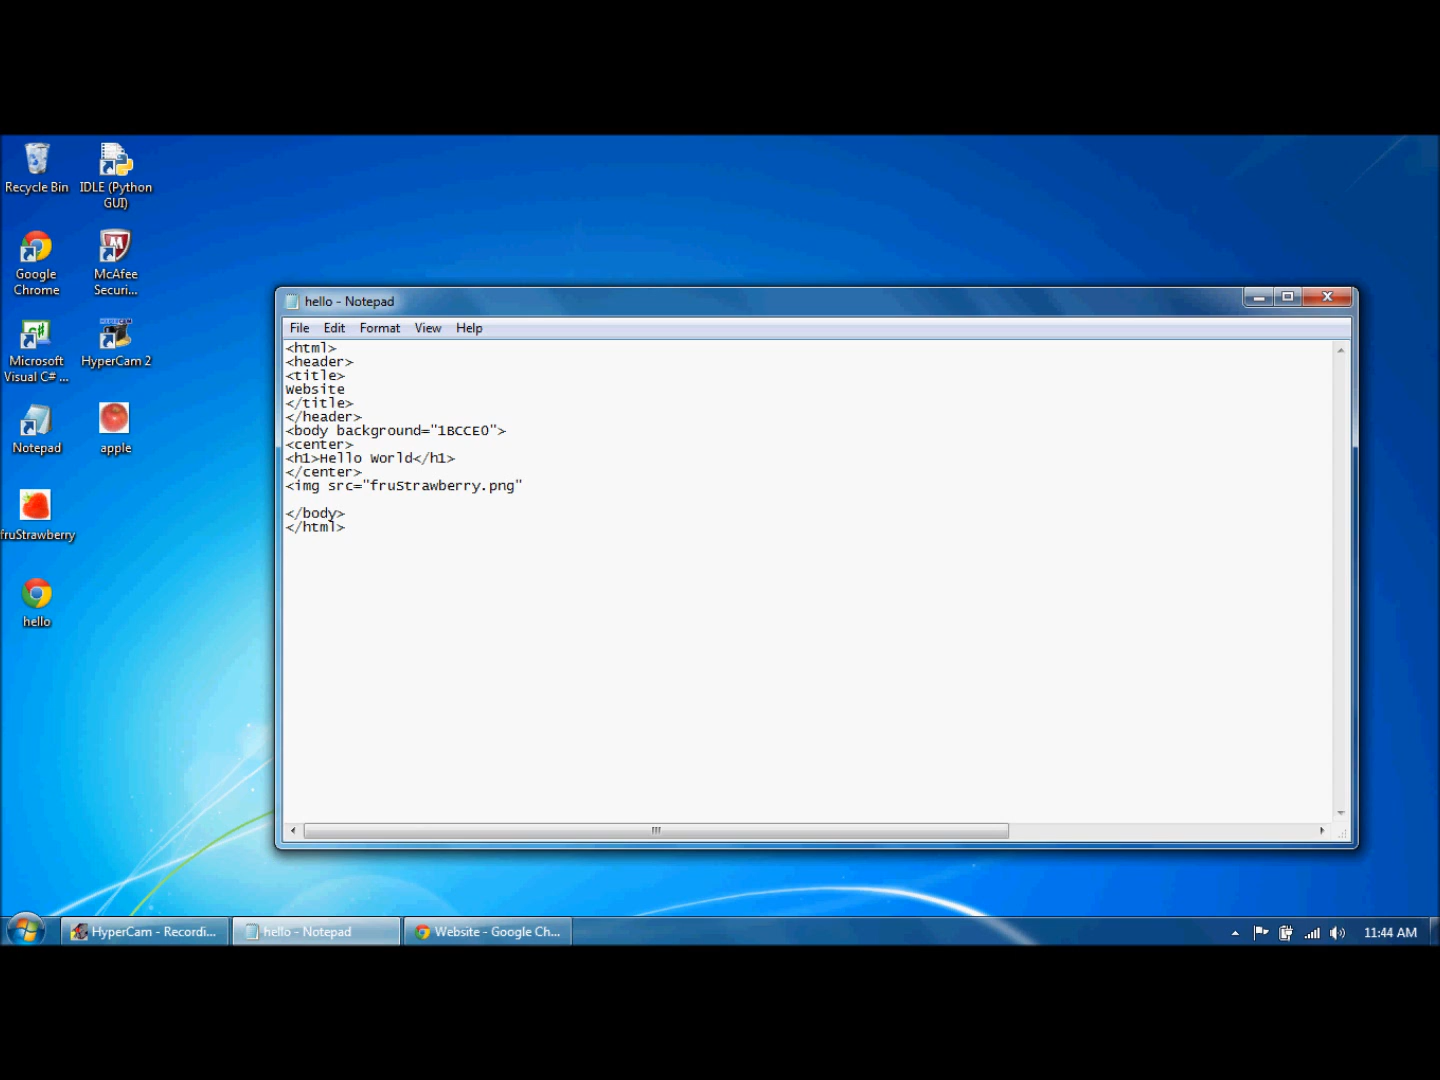 Recycle Bin
IDLE (Python
GUI)
Google
Chrome
McAfee
Securi...
Microsoft
Visual C# ...
HyperCam 2
Notepad
apple
fruStrawberry
hello
hello - Notepad
File Edit Format View Help
<html>
<header>
<title>
Website
</title>
</header>
<body background="1BCCE0">
<center>
<h1>Hello World</h1>
</center>
<img src="fruStrawberry.png"
</body>
</html>
HyperCam - Recordi...
hello - Notepad
Website - Google Ch...
11:44 AM